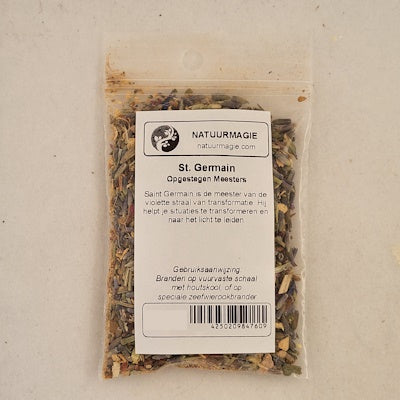 NATUURMAGIE
natuurmagie.com
St. Germain
Opgestegen Meesters
Saint Germain is de meester van de
violette straal van transformatie. Hij
helpt je situaties te transformeren en
naar het licht te leiden.
Gebruiksaanwijzing
Branden op vuurvaste schaal
met houtskool, of op
speciale zeefwierookbrander
4250209847609